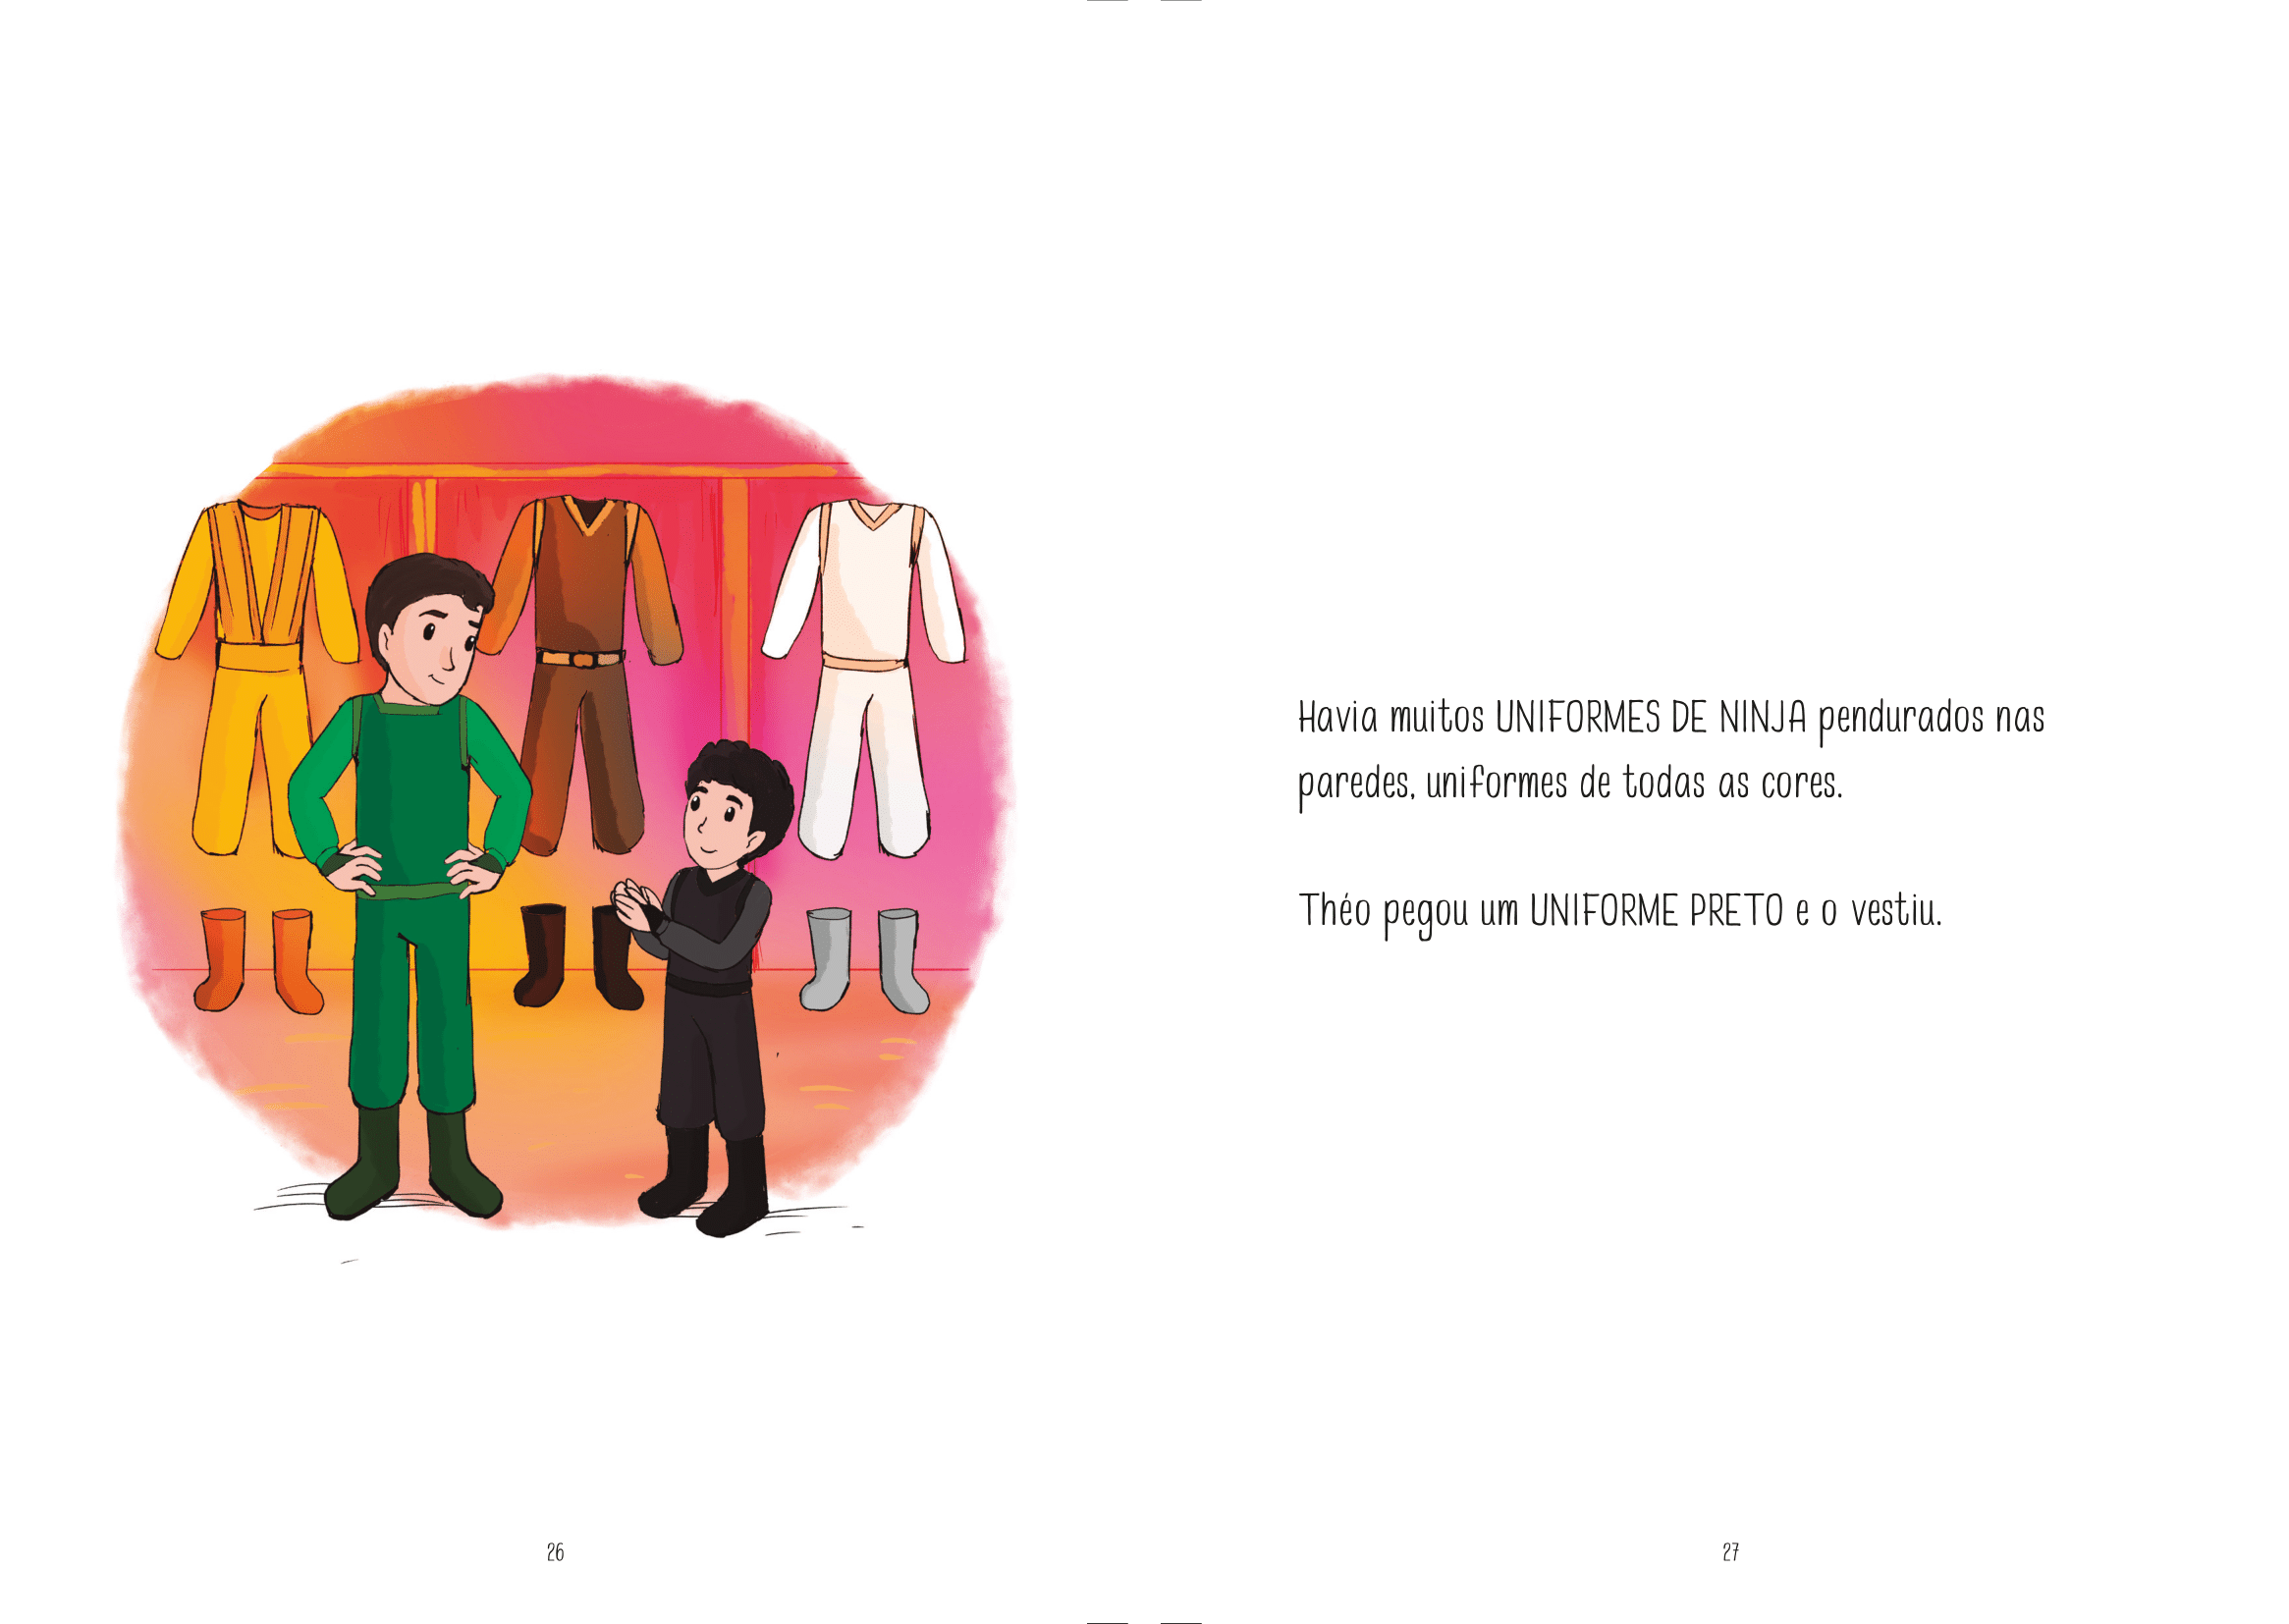 Havia muitos UNIFORMES DE NINJA pendurados nas
paredes, uniformes de todas as cores.
Théo pegou um UNIFORME PRETO e o vestiu.
26
27